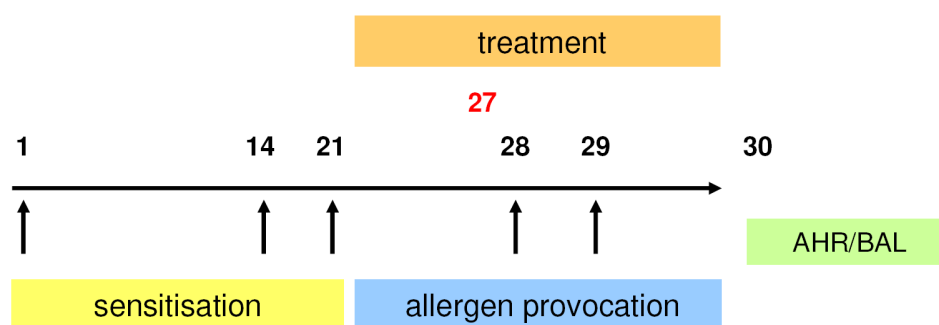 treatment
27
1 14 21 28 29 30
AHR/BAL
sensitisation allergen provocation